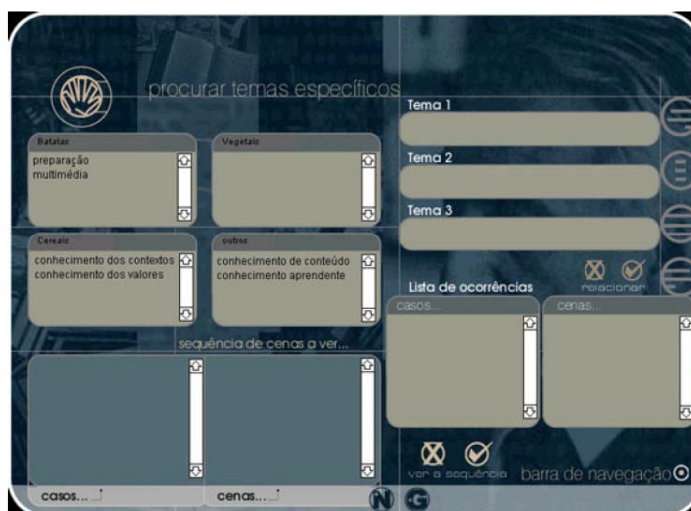 procurar temas específicos
Batatas
preparação
multimédia
Vegetais
Cereais
conhecimento dos contextos
conhecimento dos valores
outros
conhecimento de conteúdo
conhecimento aprendente
sequência de cenas a ver...
casos...
cenas...
Tema 1
Tema 2
Tema 3
relacionar
Lista de ocorrências
casos...
cenas...
ver a sequência
barra de navegação
N
G